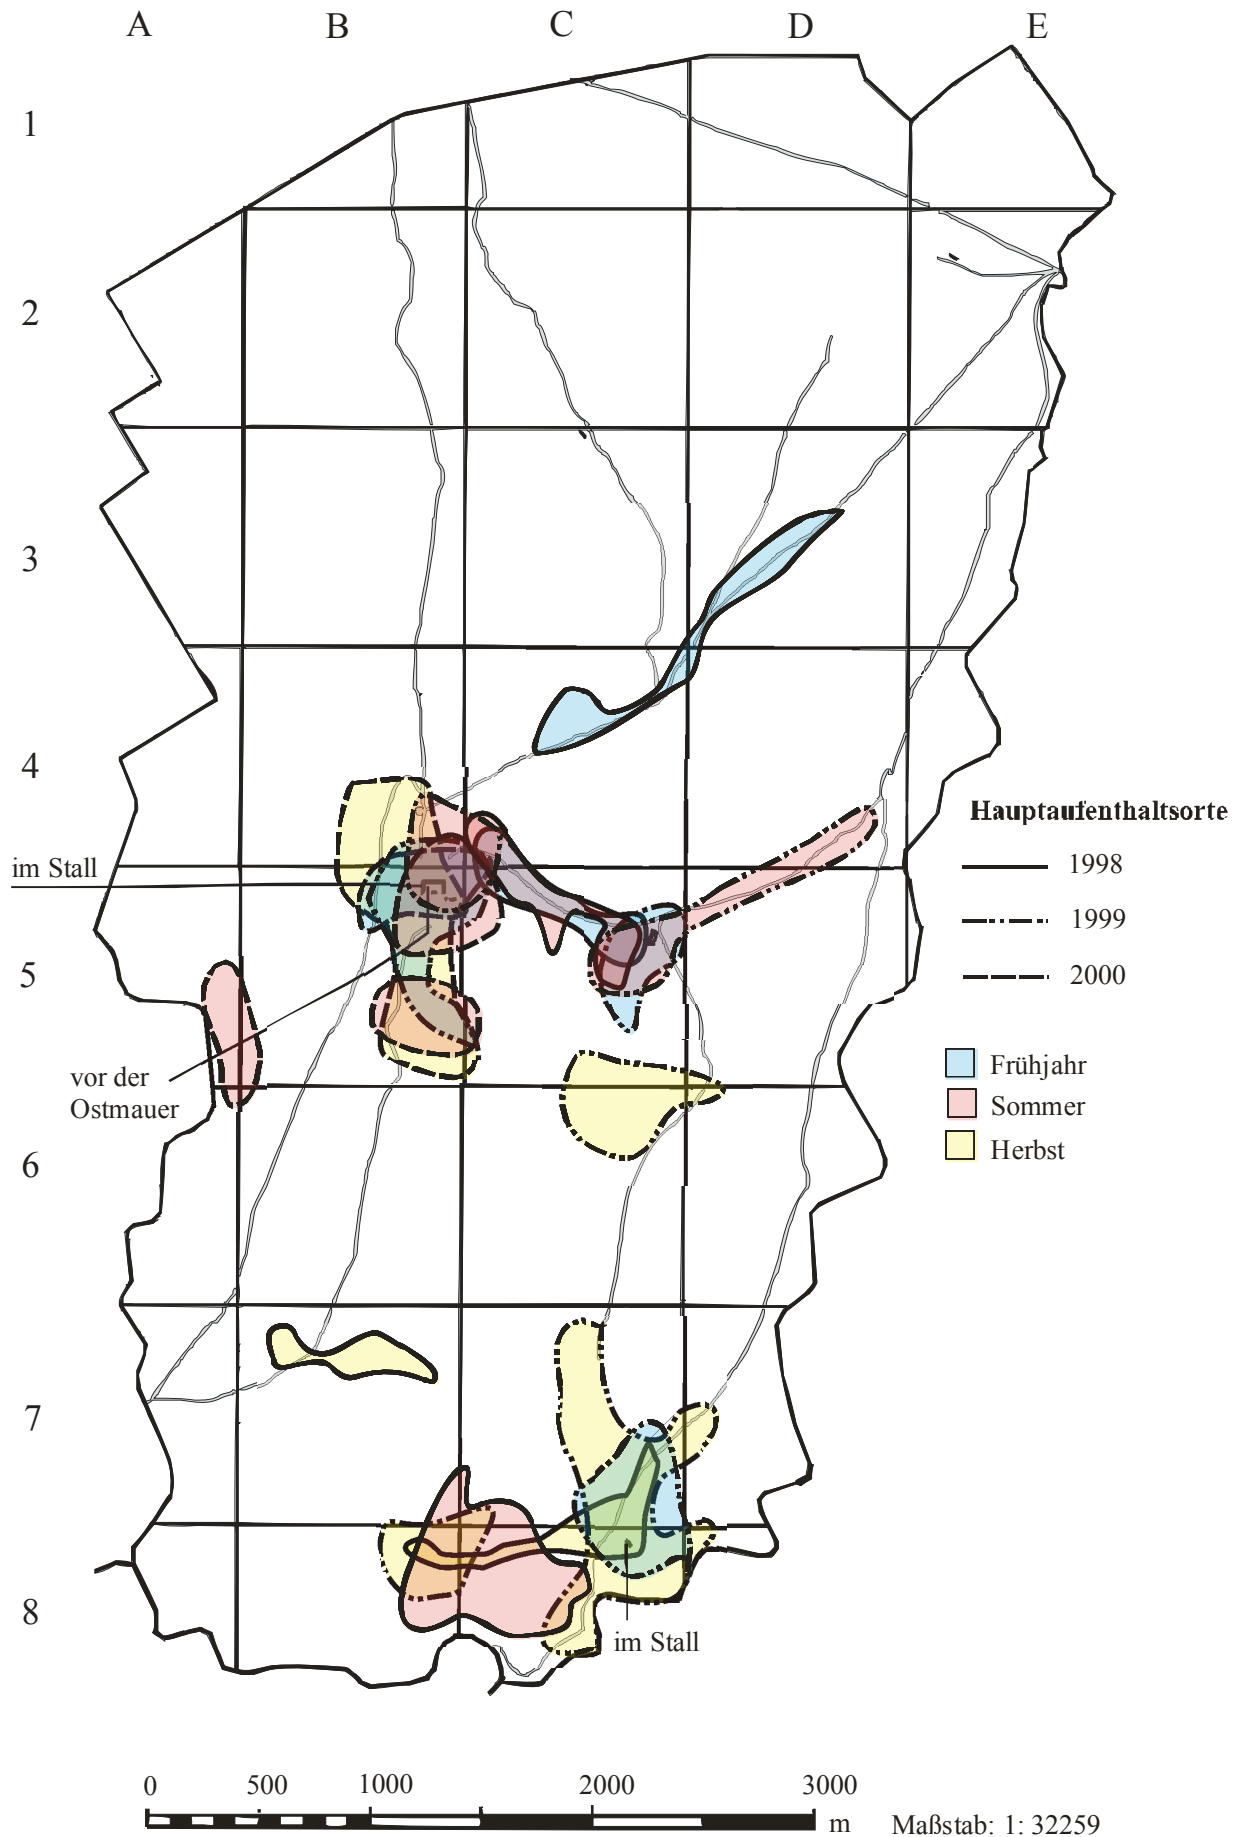 A B C D E
1
2
3
4
Hauptaufenthaltsorte
im Stall
1998
1999
5
2000
vor der
Ostmauer
Frühjahr
Sommer
Herbst
6
7
8
im Stall
0 500 1000 2000 3000
m
Maßstab: 1: 32259